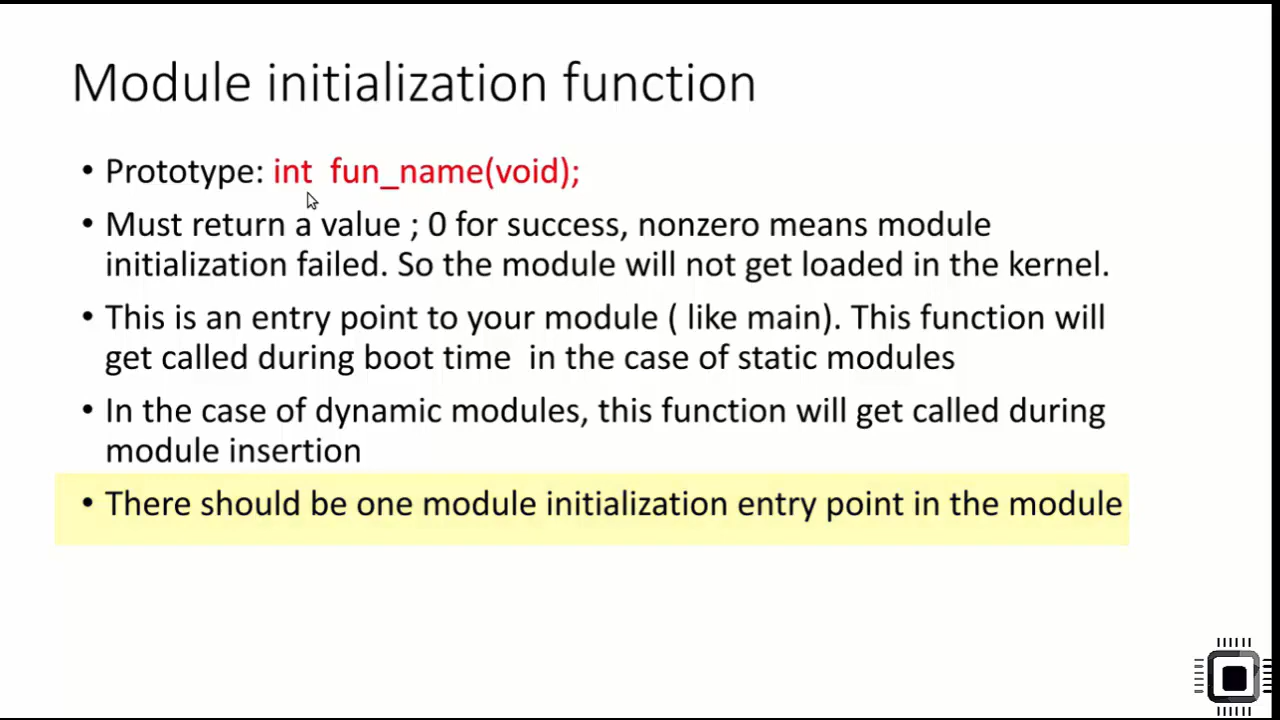 Module initialization function
• Prototype: int fun_name(void);
• Must return a value ; 0 for success, nonzero means module
initialization failed. So the module will not get loaded in the kernel.
• This is an entry point to your module ( like main). This function will
get called during boot time in the case of static modules
• In the case of dynamic modules, this function will get called during
module insertion
• There should be one module initialization entry point in the module